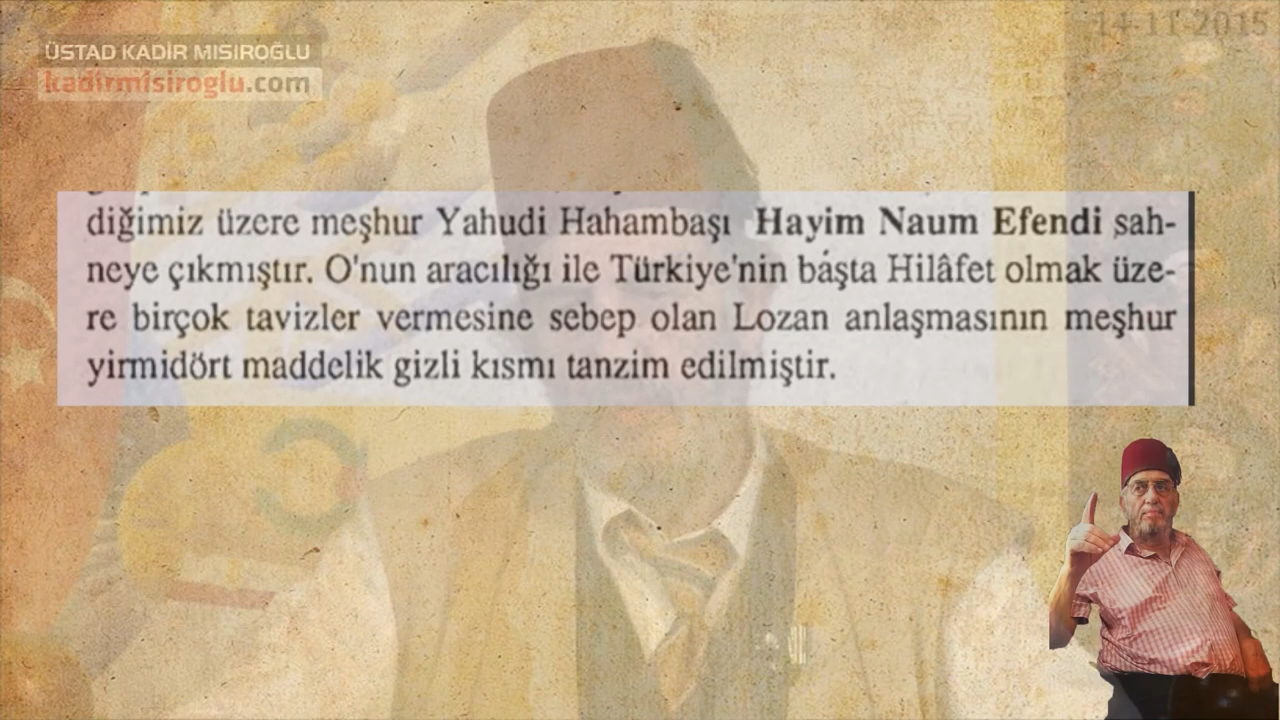 ÜSTAD KADİR MISIROĞLU
kadirmisiroglu.com
14-11-2015
diğimiz üzere meşhur Yahudi Hahambaşı Hayim Naum Efendi sah-
neye çıkmıştır. O'nun aracılığı ile Türkiye'nin başta Hilâfet olmak üze-
re birçok tavizler vermesine sebep olan Lozan anlaşmasının meşhur
yirmidört maddelik gizli kısmı tanzim edilmiştir.